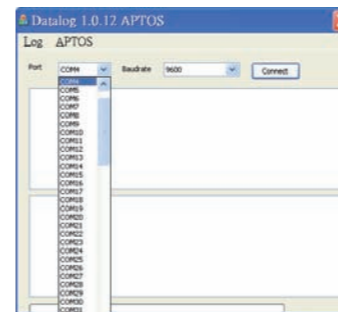 Datalog 1.0.12 APTOS
Log APTOS
Port COM4 Baudrate 9600 Connect
COM4
COM5
COM6
COM7
COM8
COM9
COM10
COM11
COM12
COM13
COM14
COM15
COM16
COM17
COM18
COM19
COM20
COM21
COM22
COM23
COM24
COM25
COM26
COM27
COM28
COM29
COM30
COM31